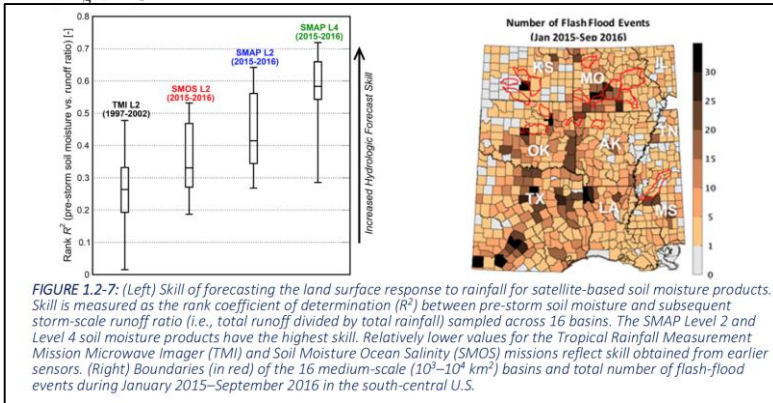 0.8
0.7
0.6
0.5
0.4
0.3
0.2
0.1
0
Rank R² (pre-storm soil moisture vs. runoff ratio) [-]
TMI L2
(1997-2002)
SMOS L2
(2015-2016)
SMAP L2
(2015-2016)
SMAP L4
(2015-2016)
Increased Hydrologic Forecast Skill
Number of Flash Flood Events
(Jan 2015-Sep 2016)
KS
MO
IL
OK
AK
TN
TX
LA
MS
30
25
20
15
10
5
1
0
FIGURE 1.2-7: (Left) Skill of forecasting the land surface response to rainfall for satellite-based soil moisture products.
Skill is measured as the rank coefficient of determination (R²) between pre-storm soil moisture and subsequent
storm-scale runoff ratio (i.e., total runoff divided by total rainfall) sampled across 16 basins. The SMAP Level 2 and
Level 4 soil moisture products have the highest skill. Relatively lower values for the Tropical Rainfall Measurement
Mission Microwave Imager (TMI) and Soil Moisture Ocean Salinity (SMOS) missions reflect skill obtained from earlier
sensors. (Right) Boundaries (in red) of the 16 medium-scale (10³–10⁴ km²) basins and total number of flash-flood
events during January 2015–September 2016 in the south-central U.S.